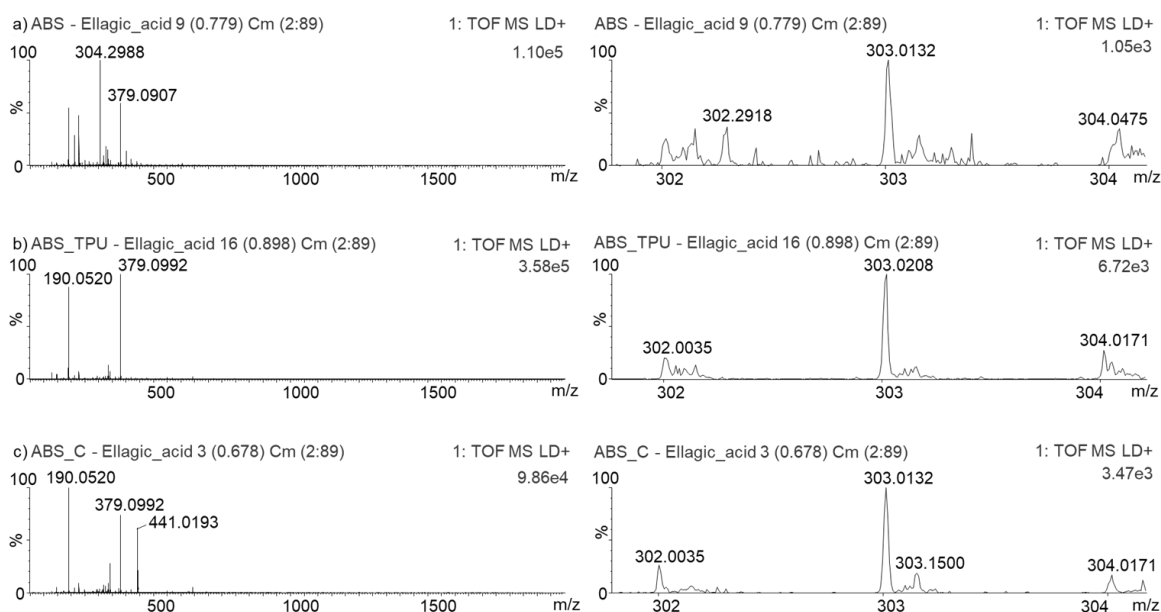 a) ABS - Ellagic_acid 9 (0.779) Cm (2:89)
1: TOF MS LD+
1.10e5
100
304.2988
379.0907
%
0
500
1000
1500
m/z
ABS - Ellagic_acid 9 (0.779) Cm (2:89)
1: TOF MS LD+
1.05e3
100
303.0132
302.2918
304.0475
%
0
302
303
304
m/z
b) ABS_TPU - Ellagic_acid 16 (0.898) Cm (2:89)
1: TOF MS LD+
3.58e5
100
379.0992
190.0520
%
0
500
1000
1500
m/z
ABS_TPU - Ellagic_acid 16 (0.898) Cm (2:89)
1: TOF MS LD+
6.72e3
100
303.0208
302.0035
304.0171
%
0
302
303
304
m/z
c) ABS_C - Ellagic_acid 3 (0.678) Cm (2:89)
1: TOF MS LD+
9.86e4
100
190.0520
379.0992
441.0193
%
0
500
1000
1500
m/z
ABS_C - Ellagic_acid 3 (0.678) Cm (2:89)
1: TOF MS LD+
3.47e3
100
303.0132
302.0035
303.1500
304.0171
%
0
302
303
304
m/z